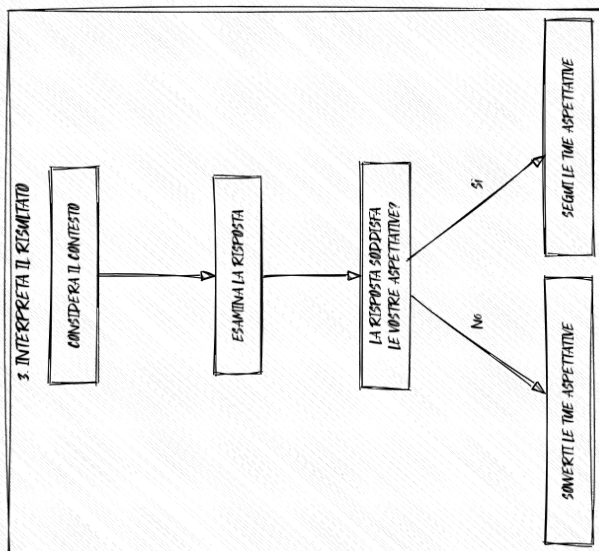 3. INTERPRETA IL RISULTATO
CONSIDERA IL CONTESTO
ESAMINA LA RISPOSTA
LA RISPOSTA SODDISFA
LE VOSTRE ASPETTATIVE?
No
Sì
SOVVERTI LE TUE ASPETTATIVE
SEGUI LE TUE ASPETTATIVE